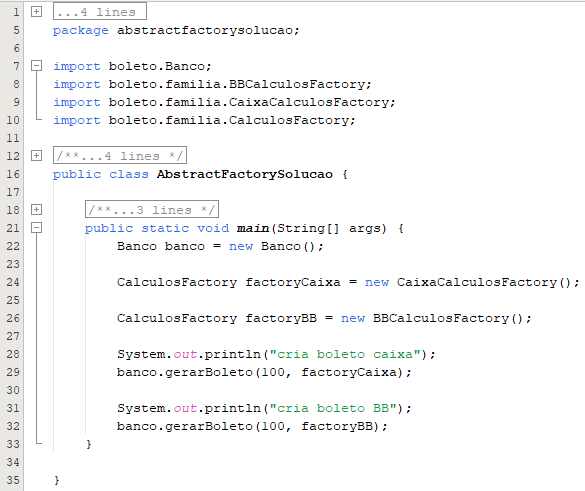 1 ...4 lines
5 package abstractfactorysolucao;
6
7 import boleto.Banco;
8 import boleto.familia.BBCalculosFactory;
9 import boleto.familia.CaixaCalculosFactory;
10 import boleto.familia.CalculosFactory;
11
12 /**...4 lines */
16 public class AbstractFactorySolucao {
17
18 /**...3 lines */
21 public static void main(String[] args) {
22 Banco banco = new Banco();
23
24 CalculosFactory factoryCaixa = new CaixaCalculosFactory();
25
26 CalculosFactory factoryBB = new BBCalculosFactory();
27
28 System.out.println("cria boleto caixa");
29 banco.gerarBoleto(100, factoryCaixa);
30
31 System.out.println("cria boleto BB");
32 banco.gerarBoleto(100, factoryBB);
33 }
34
35 }